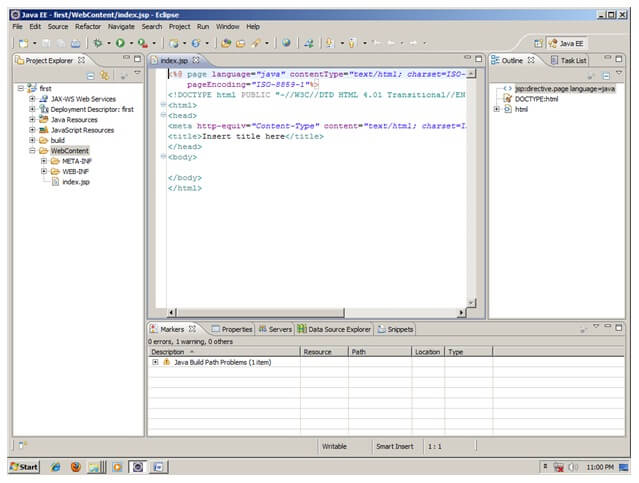 Java EE - first/WebContent/index.jsp - Eclipse
File Edit Source Refactor Navigate Search Project Run Window Help
Java EE
Project Explorer
first
JAX-WS Web Services
Deployment Descriptor: first
Java Resources
JavaScript Resources
build
WebContent
META-INF
WEB-INF
index.jsp
index.jsp
<%@ page language="java" contentType="text/html; charset=ISO-
pageEncoding="ISO-8859-1"%>
<!DOCTYPE html PUBLIC "-//W3C//DTD HTML 4.01 Transitional//EN
<html>
<head>
<meta http-equiv="Content-Type" content="text/html; charset=I
<title>Insert title here</title>
</head>
<body>
</body>
</html>
Outline Task List
jsp:directive.page language=java
DOCTYPE:html
html
Markers Properties Servers Data Source Explorer Snippets
0 errors, 1 warning, 0 others
Description Resource Path Location Type
Java Build Path Problems (1 item)
Writable Smart Insert 1 : 1
Start 11:00 PM